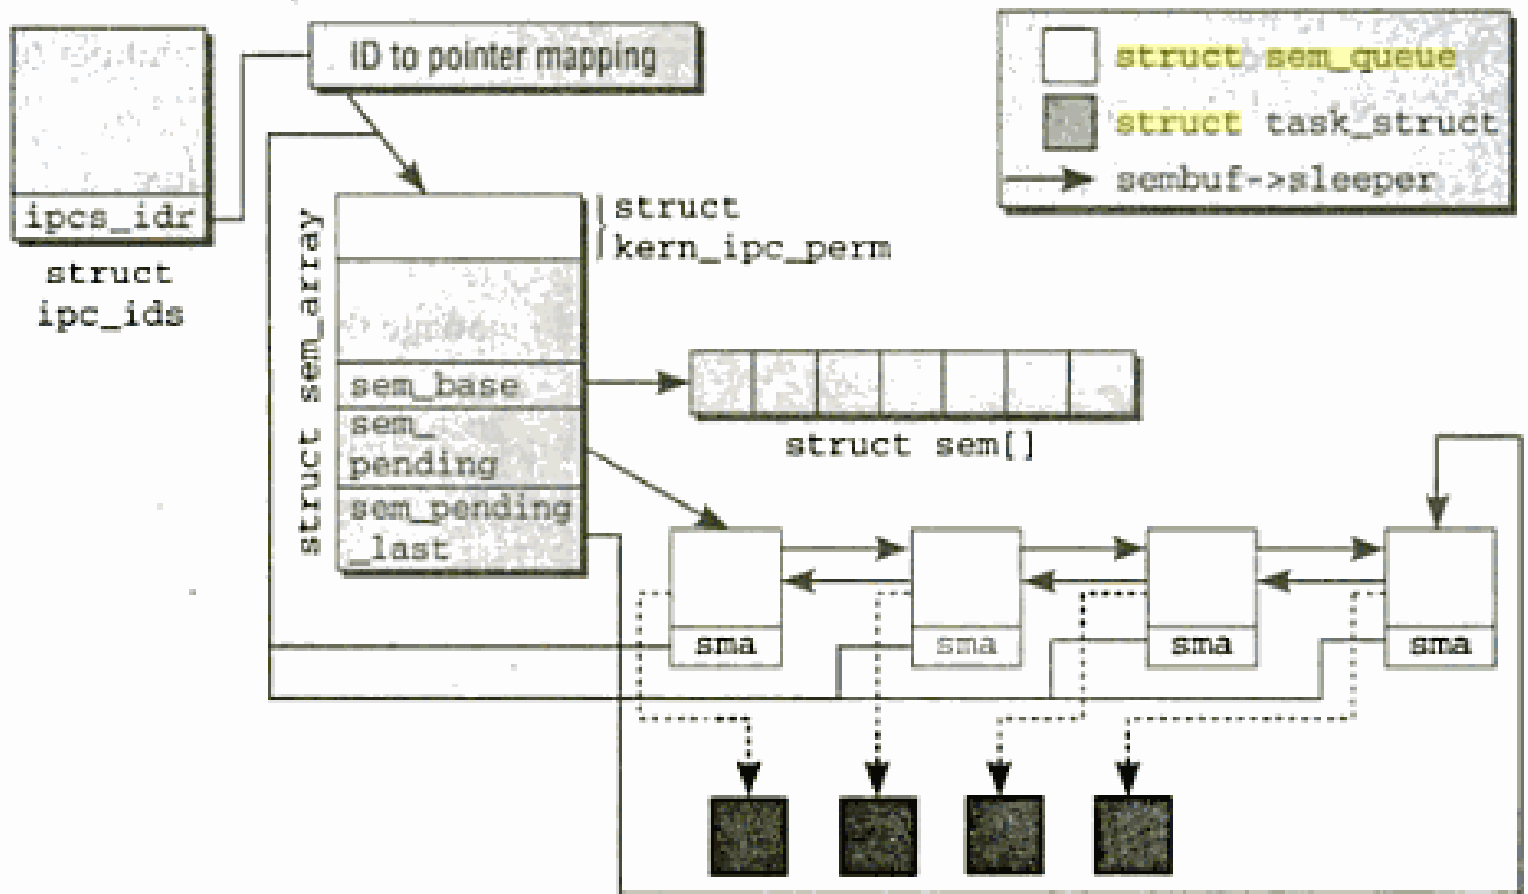 ID to pointer mapping
ipcs_idr
struct
ipc_ids
struct sem_queue
struct task_struct
sembuf->sleeper
struct sem_array
struct
kern_ipc_perm
sem_base
sem_
pending
sem_pending
_last
struct sem[]
sma
sma
sma
sma